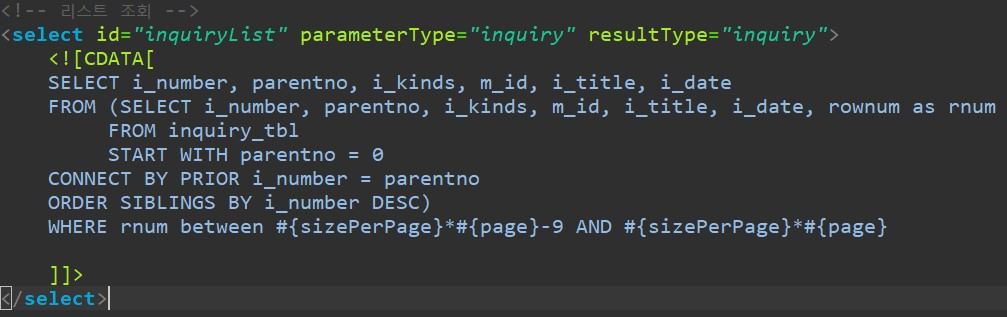 <!-- 리스트 조회 -->
<select id="inquiryList" parameterType="inquiry" resultType="inquiry">
<![CDATA[
SELECT i_number, parentno, i_kinds, m_id, i_title, i_date
FROM (SELECT i_number, parentno, i_kinds, m_id, i_title, i_date, rownum as rnum
FROM inquiry_tbl
START WITH parentno = 0
CONNECT BY PRIOR i_number = parentno
ORDER SIBLINGS BY i_number DESC)
WHERE rnum between #{sizePerPage}*#{page}-9 AND #{sizePerPage}*#{page}
]]>
</select>